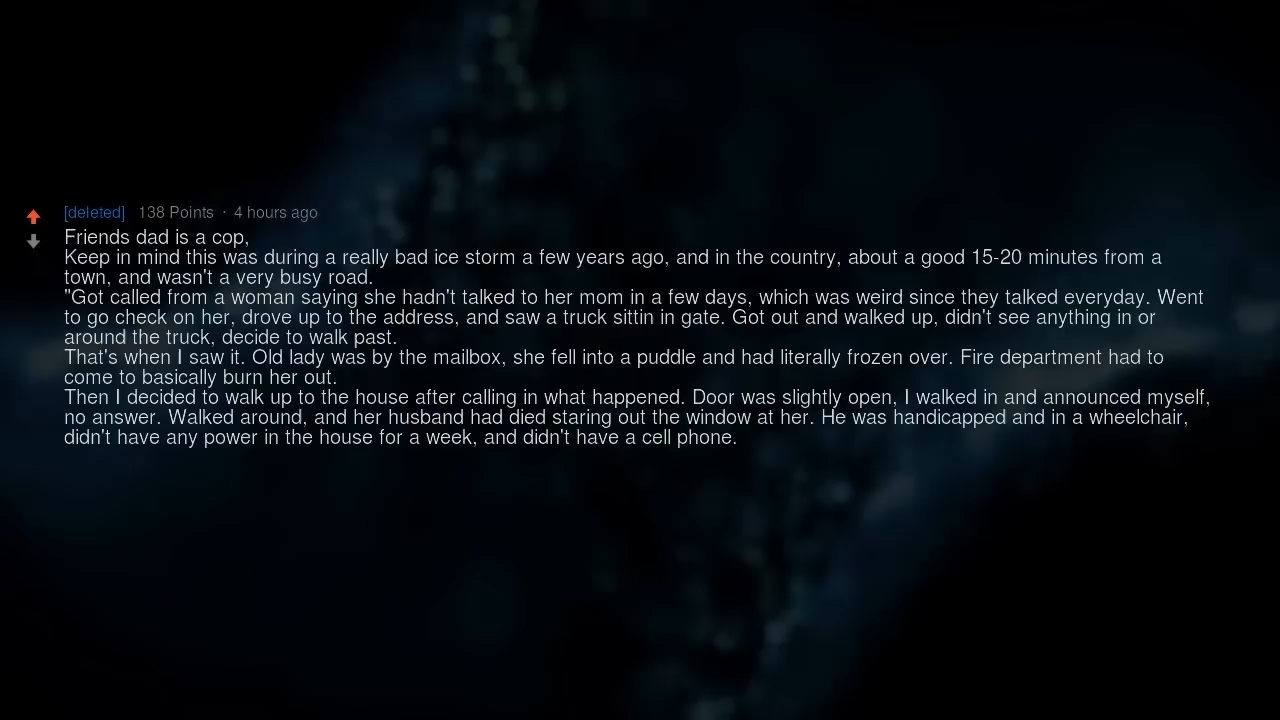 [deleted] 138 Points · 4 hours ago
Friends dad is a cop,
Keep in mind this was during a really bad ice storm a few years ago, and in the country, about a good 15-20 minutes from a
town, and wasn't a very busy road.
"Got called from a woman saying she hadn't talked to her mom in a few days, which was weird since they talked everyday. Went
to go check on her, drove up to the address, and saw a truck sittin in gate. Got out and walked up, didn't see anything in or
around the truck, decide to walk past.
That's when I saw it. Old lady was by the mailbox, she fell into a puddle and had literally frozen over. Fire department had to
come to basically burn her out.
Then I decided to walk up to the house after calling in what happened. Door was slightly open, I walked in and announced myself,
no answer. Walked around, and her husband had died staring out the window at her. He was handicapped and in a wheelchair,
didn't have any power in the house for a week, and didn't have a cell phone.